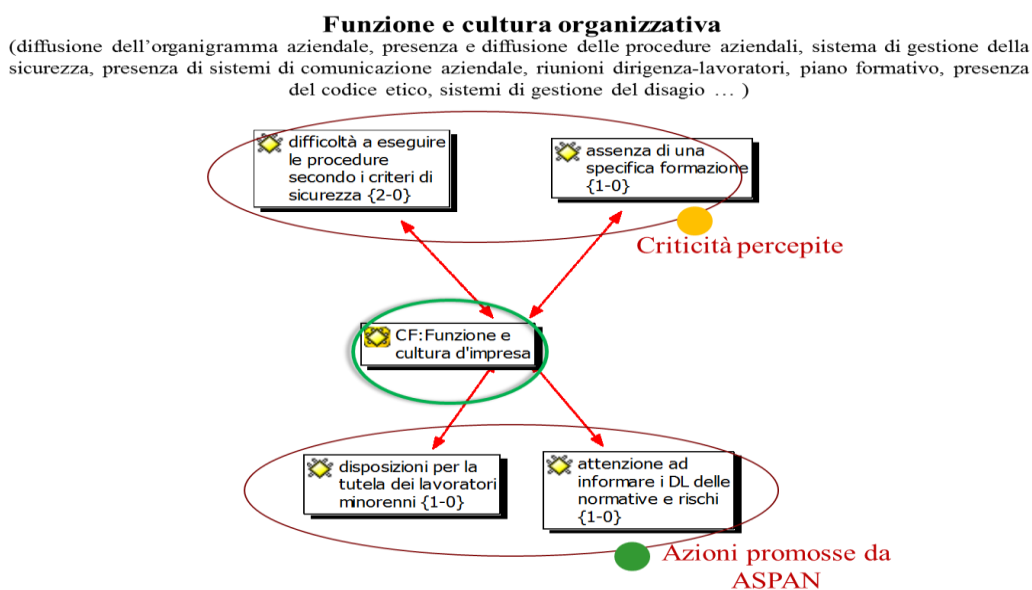 Funzione e cultura organizzativa
(diffusione dell'organigramma aziendale, presenza e diffusione delle procedure aziendali, sistema di gestione della
sicurezza, presenza di sistemi di comunicazione aziendale, riunioni dirigenza-lavoratori, piano formativo, presenza
del codice etico, sistemi di gestione del disagio … )
difficoltà a eseguire
le procedure
secondo i criteri di
sicurezza {2-0}
assenza di una
specifica formazione
{1-0}
Criticità percepite
CF:Funzione e
cultura d'impresa
disposizioni per la
tutela dei lavoratori
minorenni {1-0}
attenzione ad
informare i DL delle
normative e rischi
{1-0}
Azioni promosse da
ASPAN